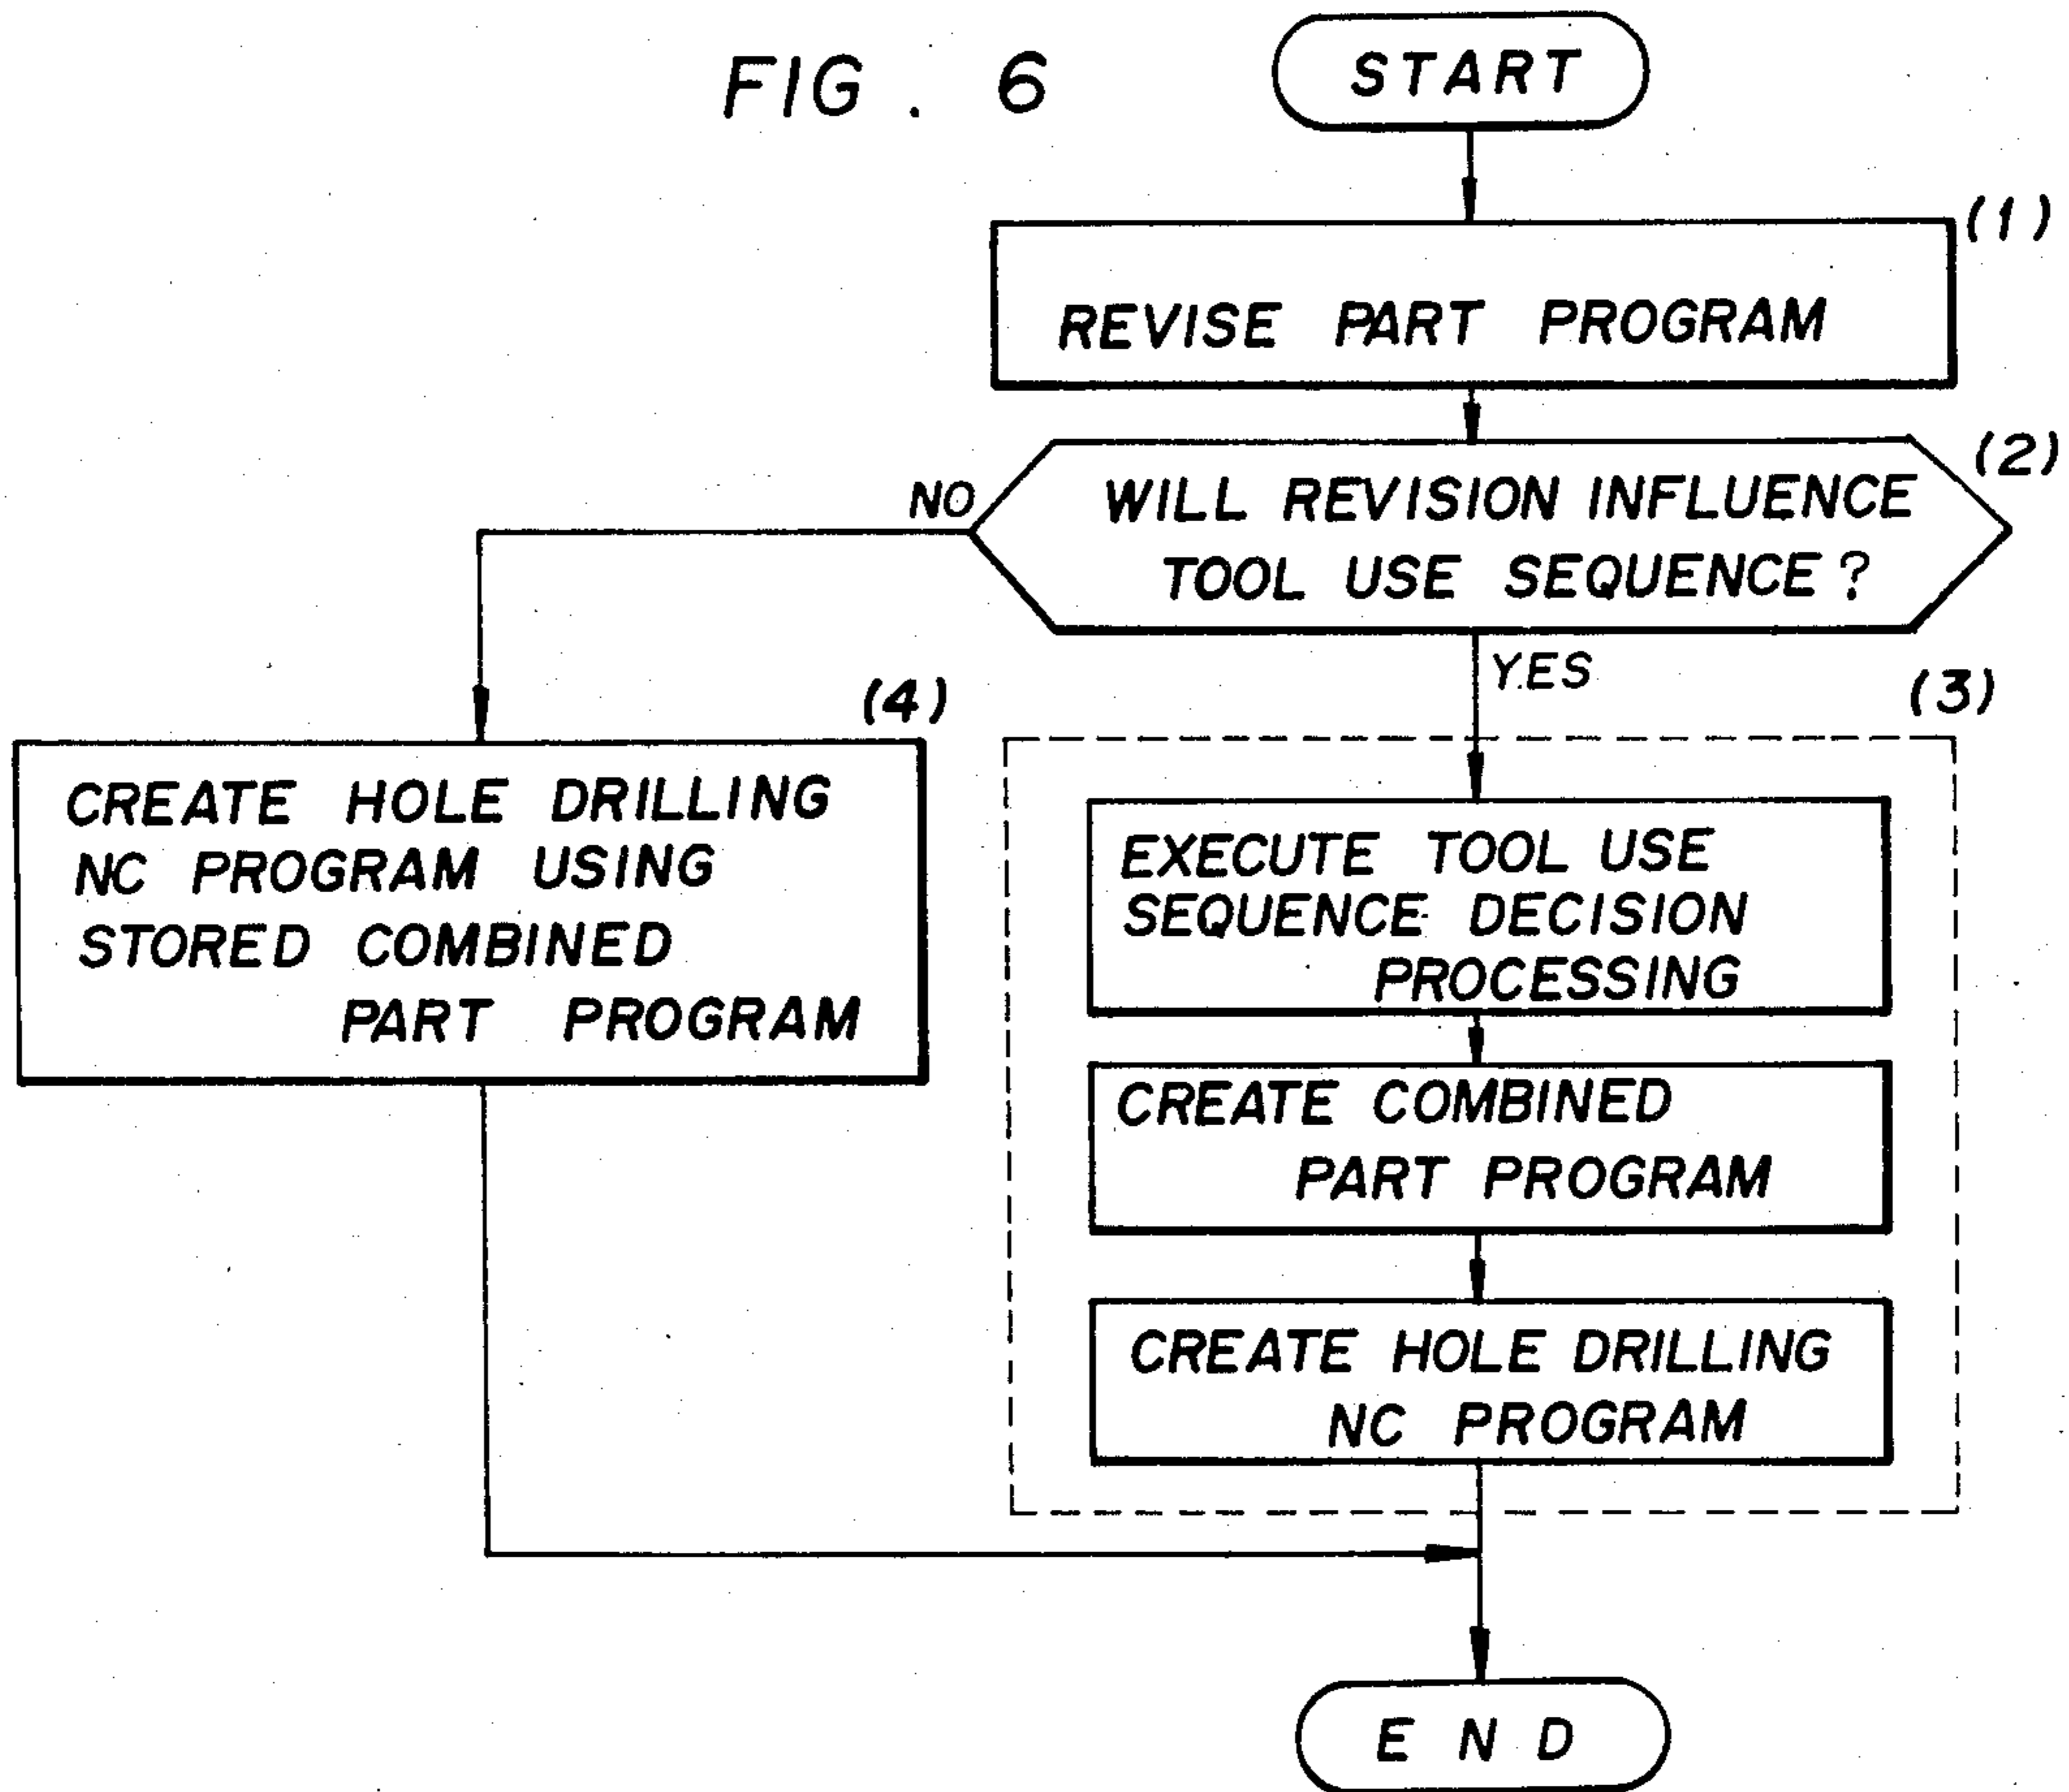 FIG. 6
START
(1)
REVISE PART PROGRAM
(2)
WILL REVISION INFLUENCE
TOOL USE SEQUENCE?
NO
YES
(3)
EXECUTE TOOL USE
SEQUENCE DECISION
PROCESSING
CREATE COMBINED
PART PROGRAM
CREATE HOLE DRILLING
NC PROGRAM
(4)
CREATE HOLE DRILLING
NC PROGRAM USING
STORED COMBINED
PART PROGRAM
END